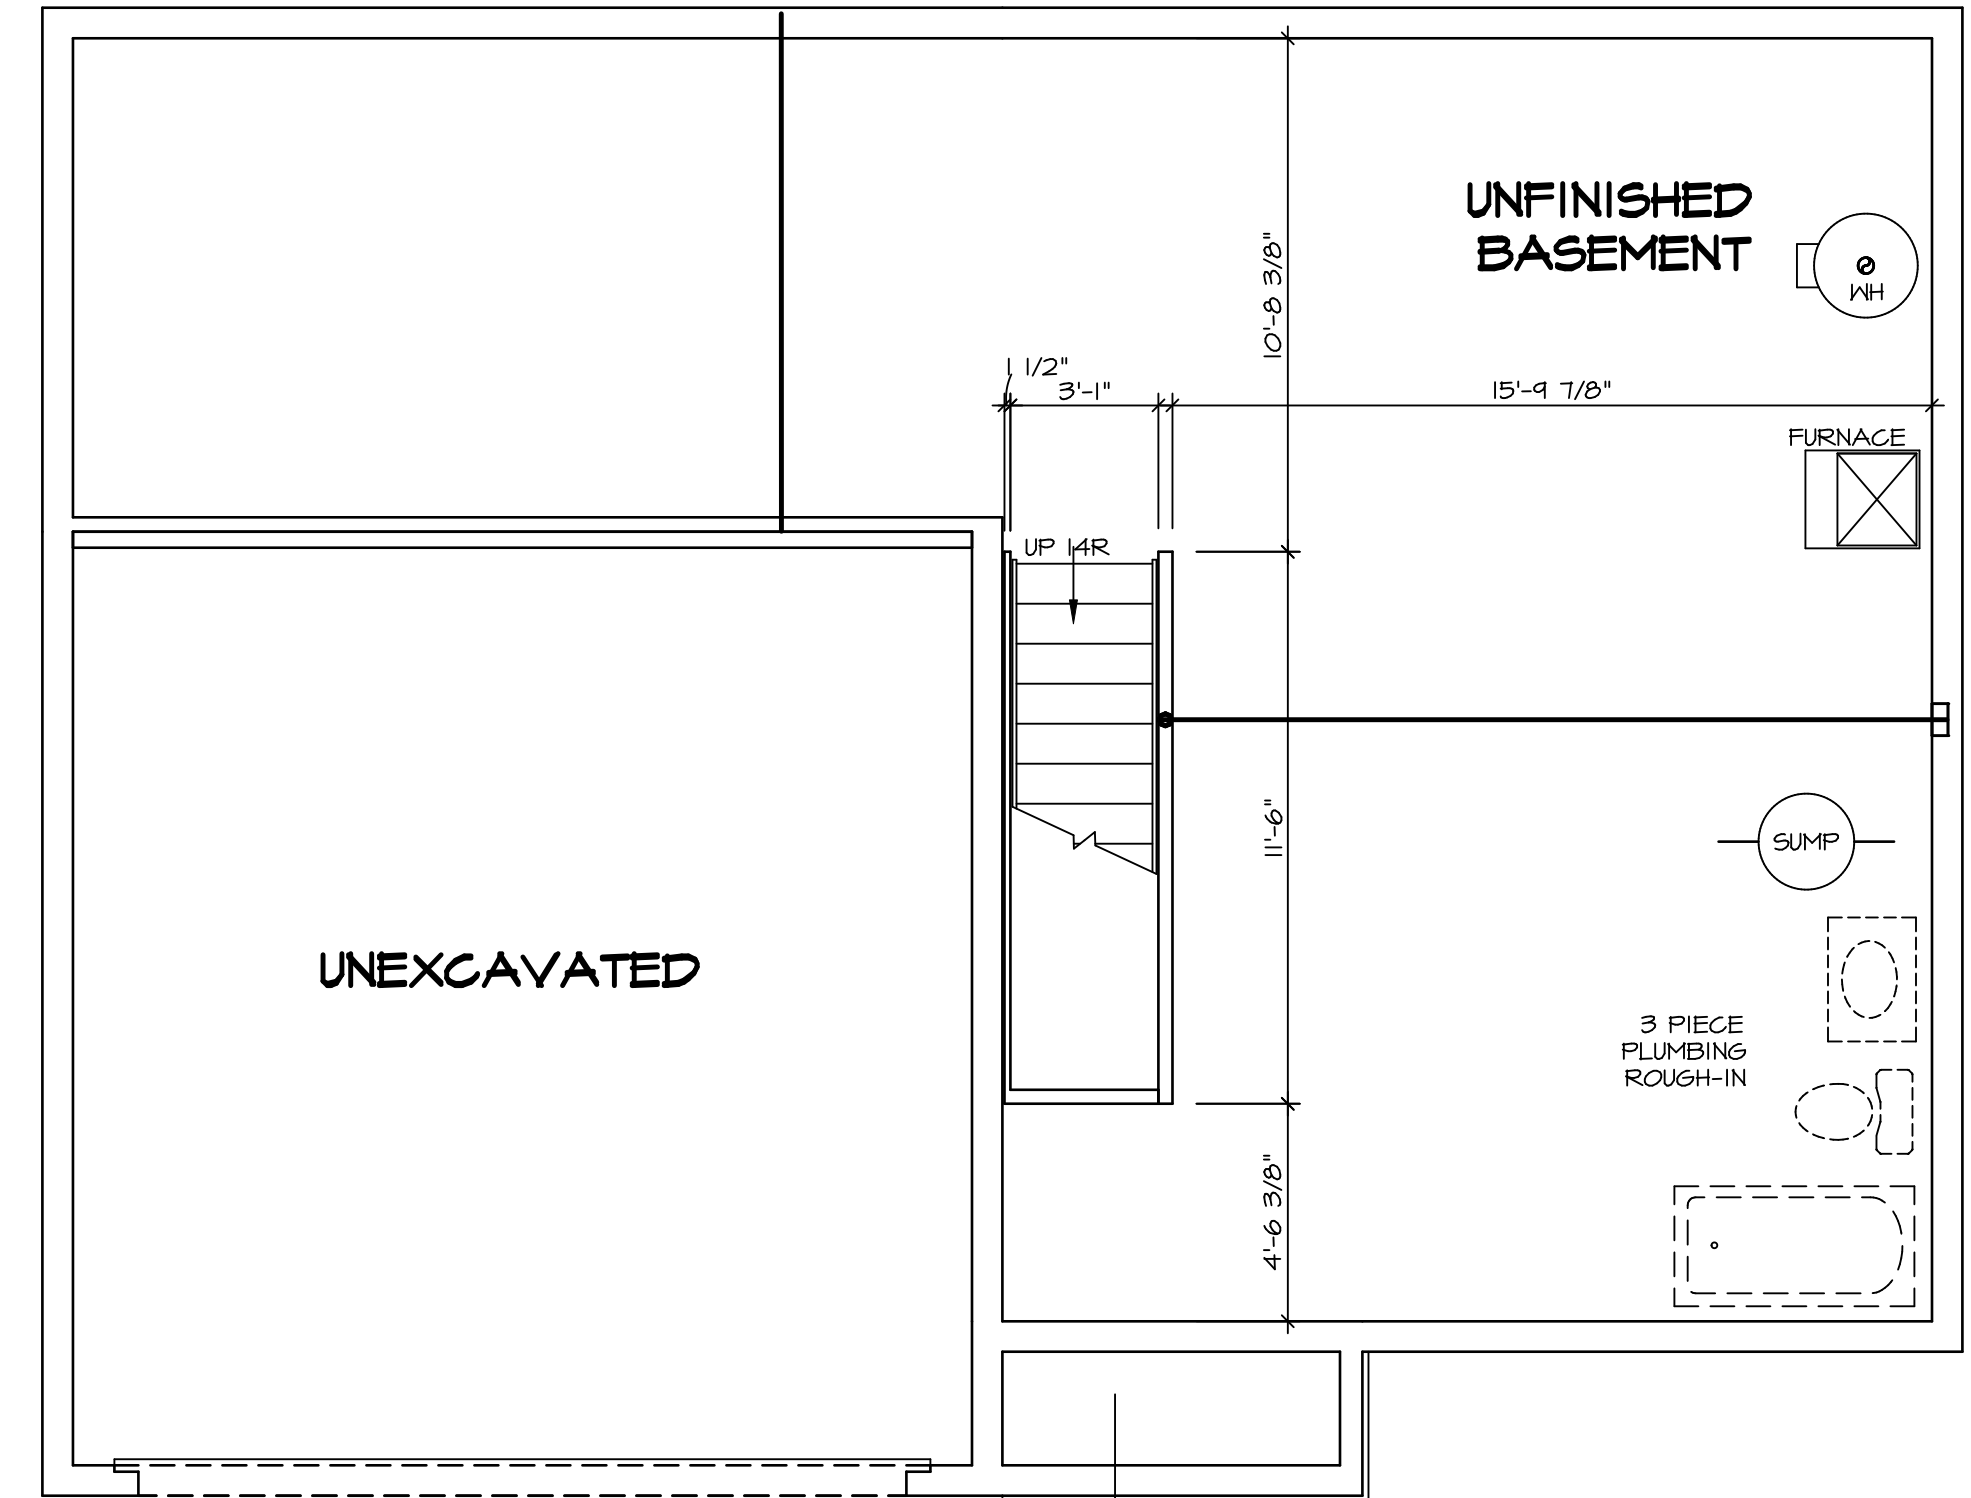 UNFINISHED
BASEMENT
WH
10'-8 3/8"
1 1/2"
3'-1"
15'-9 7/8"
FURNACE
UP 14R
11'-6"
SUMP
UNEXCAVATED
3 PIECE
PLUMBING
ROUGH-IN
4'-6 3/8"